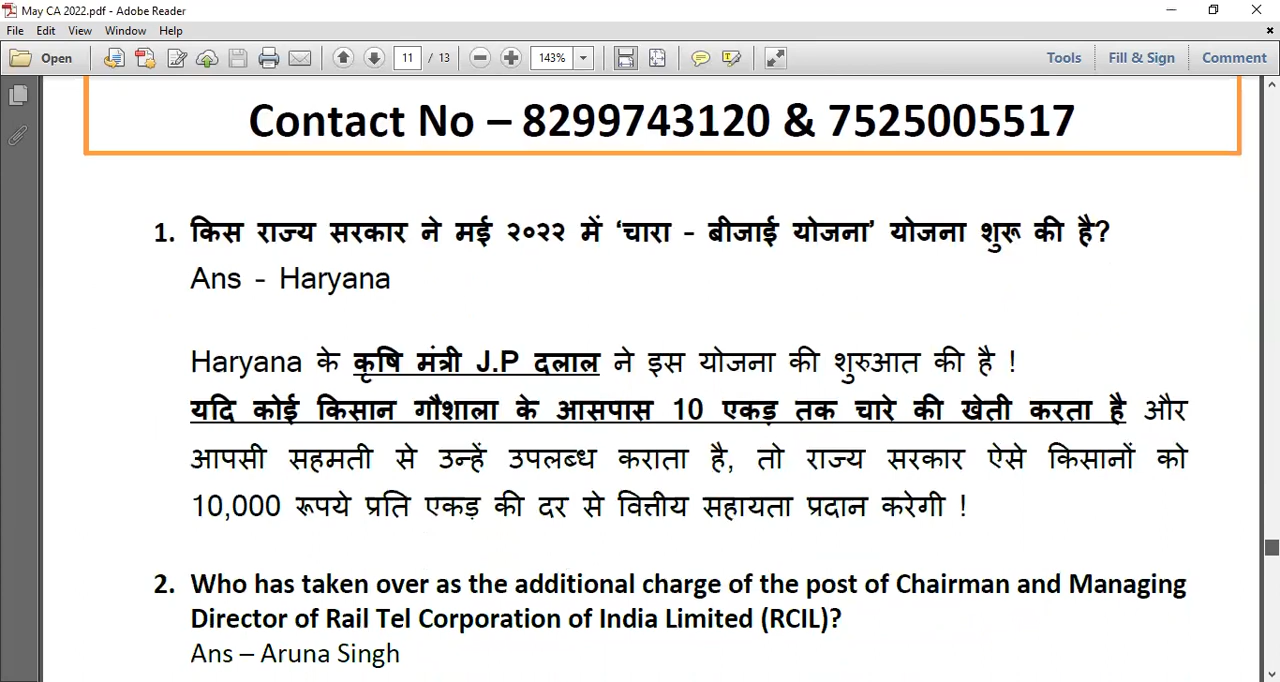 May CA 2022.pdf - Adobe Reader
File Edit View Window Help
Open 11 / 13 143% Tools Fill & Sign Comment
Contact No – 8299743120 & 7525005517
1. किस राज्य सरकार ने मई २०२२ में ‘चारा - बीजाई योजना’ योजना शुरू की है?
Ans - Haryana
Haryana के कृषि मंत्री J.P दलाल ने इस योजना की शुरुआत की है !
यदि कोई किसान गौशाला के आसपास 10 एकड़ तक चारे की खेती करता है और
आपसी सहमती से उन्हें उपलब्ध कराता है, तो राज्य सरकार ऐसे किसानों को
10,000 रूपये प्रति एकड़ की दर से वित्तीय सहायता प्रदान करेगी !
2. Who has taken over as the additional charge of the post of Chairman and Managing
Director of Rail Tel Corporation of India Limited (RCIL)?
Ans – Aruna Singh